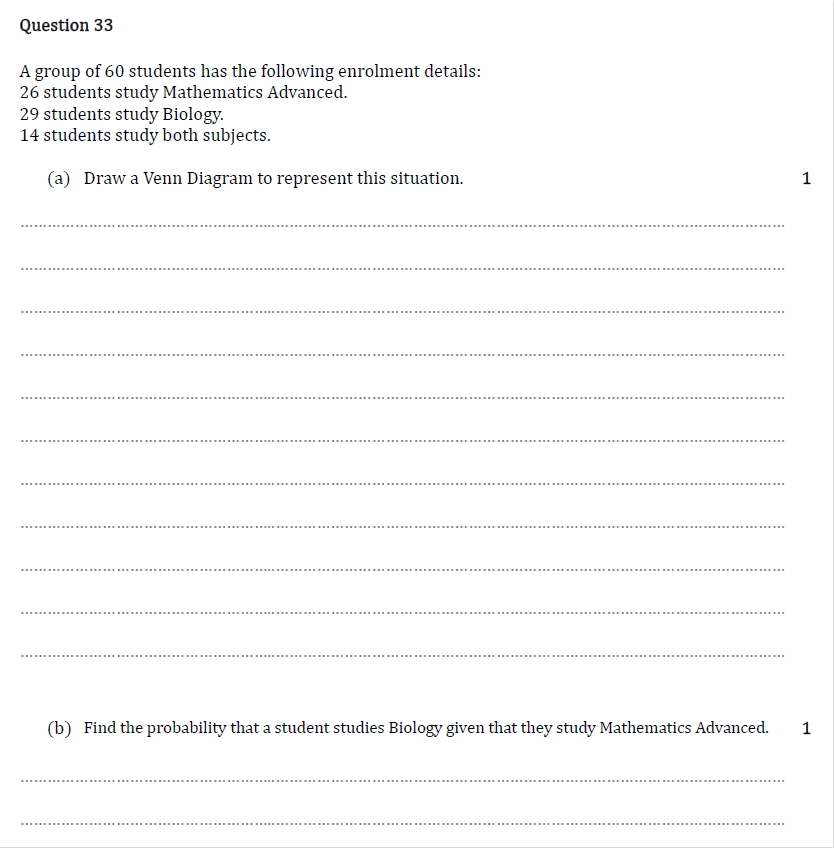 Question 33
A group of 60 students has the following enrolment details:
26 students study Mathematics Advanced.
29 students study Biology.
14 students study both subjects.
(a) Draw a Venn Diagram to represent this situation. 1
(b) Find the probability that a student studies Biology given that they study Mathematics Advanced. 1